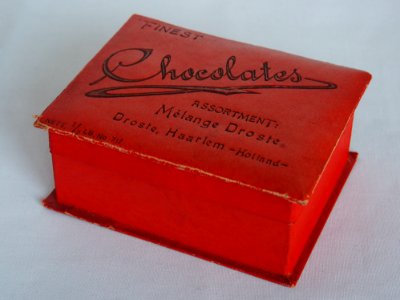 FINEST
Chocolates
ASSORTMENT:
Mélange Droste.
Droste, Haarlem -Holland-